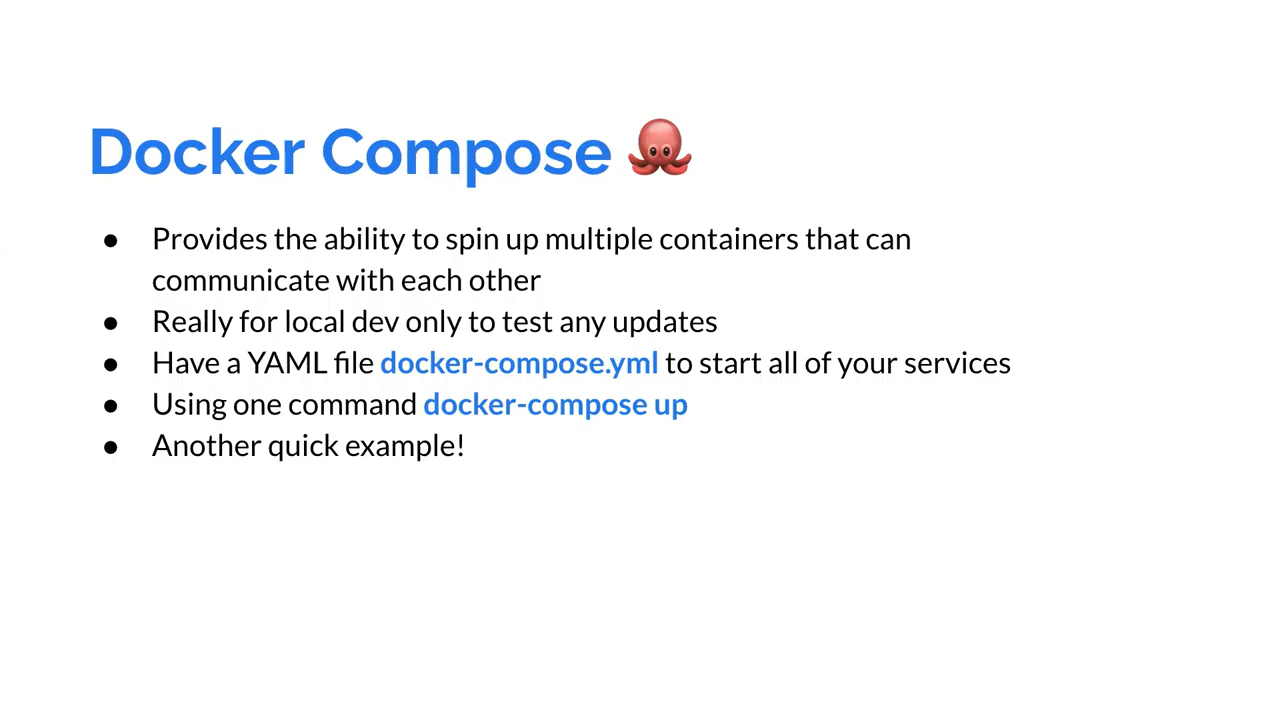 Docker Compose 🐙
● Provides the ability to spin up multiple containers that can
communicate with each other
● Really for local dev only to test any updates
● Have a YAML file docker-compose.yml to start all of your services
● Using one command docker-compose up
● Another quick example!